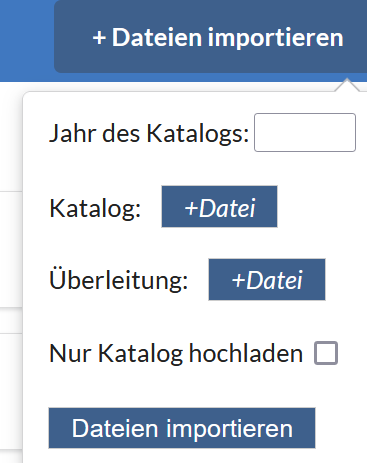 + Dateien importieren
Jahr des Katalogs:
Katalog: +Datei
Überleitung: +Datei
Nur Katalog hochladen
Dateien importieren